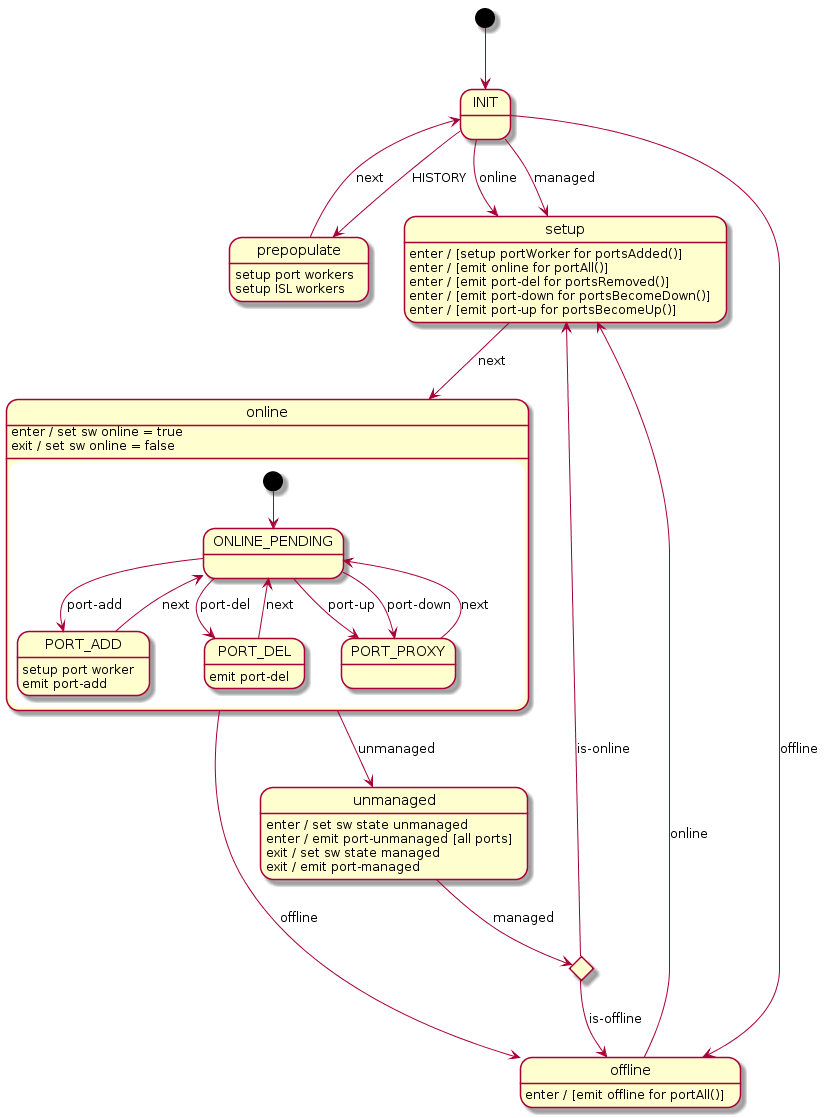 INIT
next
HISTORY
online
managed
prepopulate
setup port workers
setup ISL workers
setup
enter / [setup portWorker for portsAdded()]
enter / [emit online for portAll()]
enter / [emit port-del for portsRemoved()]
enter / [emit port-down for portsBecomeDown()]
enter / [emit port-up for portsBecomeUp()]
next
online
enter / set sw online = true
exit / set sw online = false
ONLINE_PENDING
port-add
next
port-del
next
port-up
port-down
next
PORT_ADD
setup port worker
emit port-add
PORT_DEL
emit port-del
PORT_PROXY
unmanaged
is-online
offline
unmanaged
enter / set sw state unmanaged
enter / emit port-unmanaged [all ports]
exit / set sw state managed
exit / emit port-managed
online
offline
managed
is-offline
offline
enter / [emit offline for portAll()]